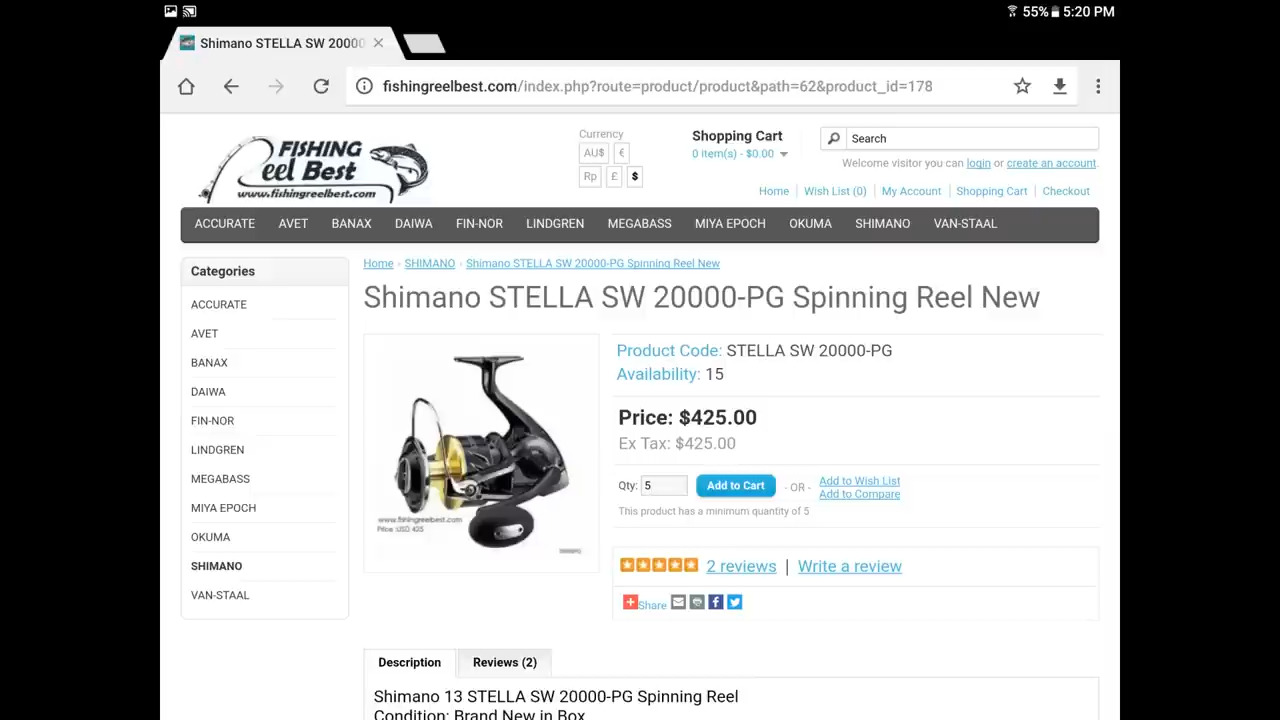 55% 5:20 PM
Shimano STELLA SW 20000
fishingreelbest.com/index.php?route=product/product&path=62&product_id=178
FISHING
eel Best
www.fishingreelbest.com
Currency
AU$ €
Rp £ $
Shopping Cart
0 item(s) - $0.00
Search
Welcome visitor you can login or create an account.
Home Wish List (0) My Account Shopping Cart Checkout
ACCURATE AVET BANAX DAIWA FIN-NOR LINDGREN MEGABASS MIYA EPOCH OKUMA SHIMANO VAN-STAAL
Categories
ACCURATE
AVET
BANAX
DAIWA
FIN-NOR
LINDGREN
MEGABASS
MIYA EPOCH
OKUMA
SHIMANO
VAN-STAAL
Home » SHIMANO » Shimano STELLA SW 20000-PG Spinning Reel New
Shimano STELLA SW 20000-PG Spinning Reel New
www.fishingreelbest.com
Price: USD 425
Product Code: STELLA SW 20000-PG
Availability: 15
Price: $425.00
Ex Tax: $425.00
Qty: 5 Add to Cart - OR - Add to Wish List
Add to Compare
This product has a minimum quantity of 5
2 reviews | Write a review
Share
Description Reviews (2)
Shimano 13 STELLA SW 20000-PG Spinning Reel
Condition: Brand New in Box